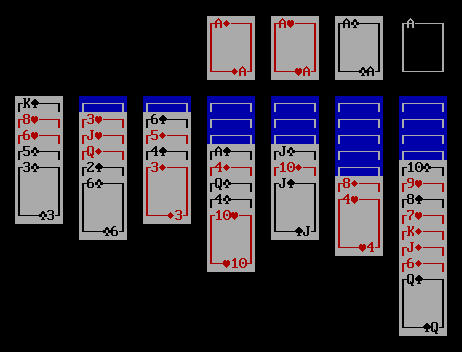 A♦ A♥ A♣ A
♦A ♥A ♣A
K♠
8♥ 3♥ 6♠
6♥ J♥ 5♦
5♣ Q♦ 4♠ A♠ J♣
3♣ 2♠ 3♦ 4♦ 10♦ 10♣
6♣ Q♣ J♠ 8♦ 9♥
4♣ 4♥ 8♠
♣3 ♦3 10♥ 7♥
♣6 ♠J K♦
♥4 J♦
♥10 6♦
Q♠
♠Q